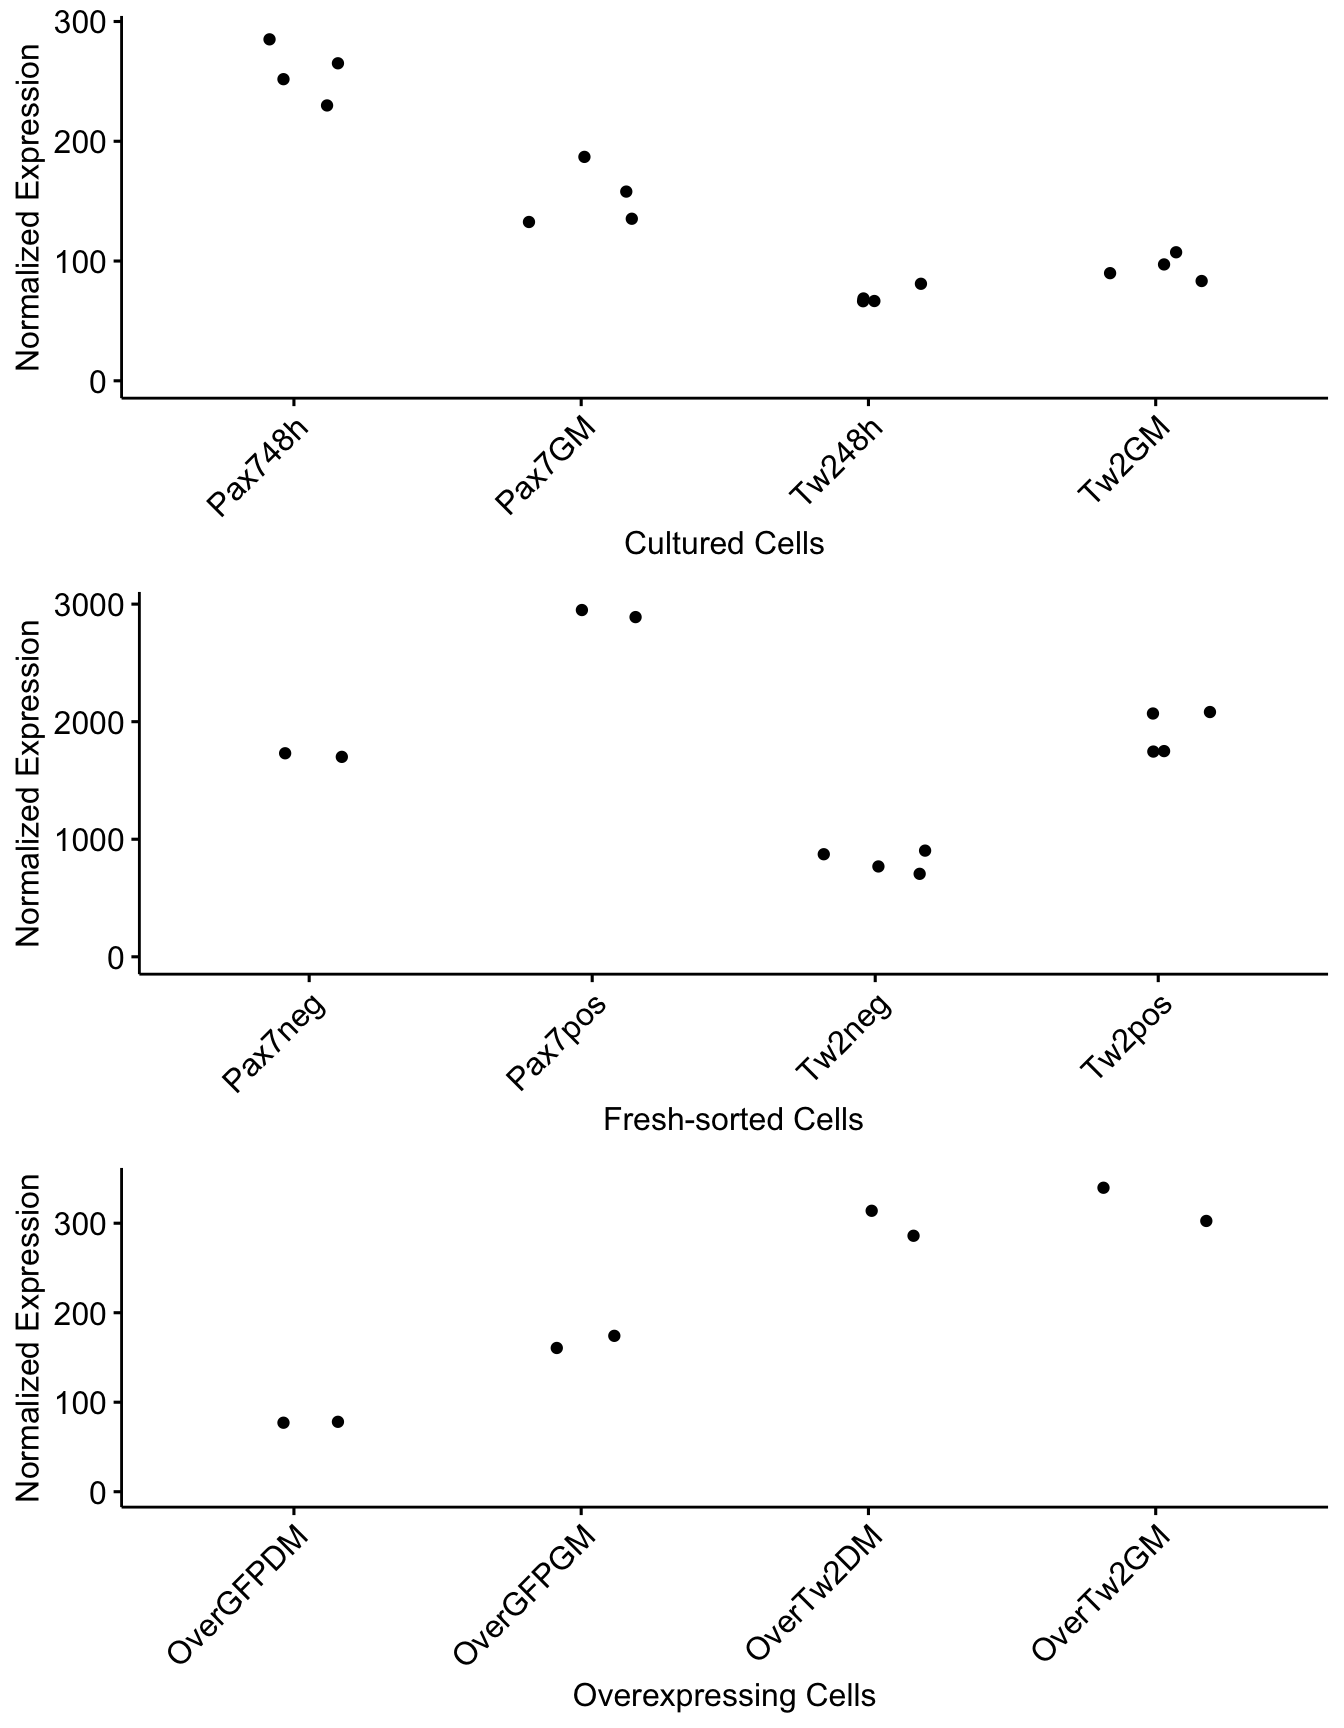 Normalized Expression
300
200
100
0
Pax748h
Pax7GM
Tw248h
Tw2GM
Cultured Cells
Normalized Expression
3000
2000
1000
0
Pax7neg
Pax7pos
Tw2neg
Tw2pos
Fresh-sorted Cells
Normalized Expression
300
200
100
0
OverGFPDM
OverGFPGM
OverTw2DM
OverTw2GM
Overexpressing Cells